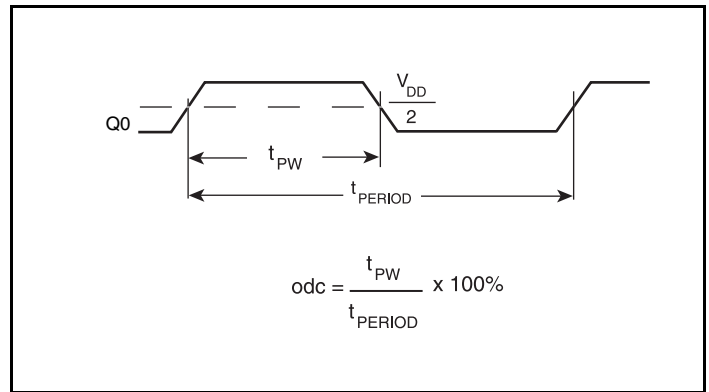 V_DD
Q0
2
t_PW
t_PERIOD
t_PW
odc = x 100%
t_PERIOD